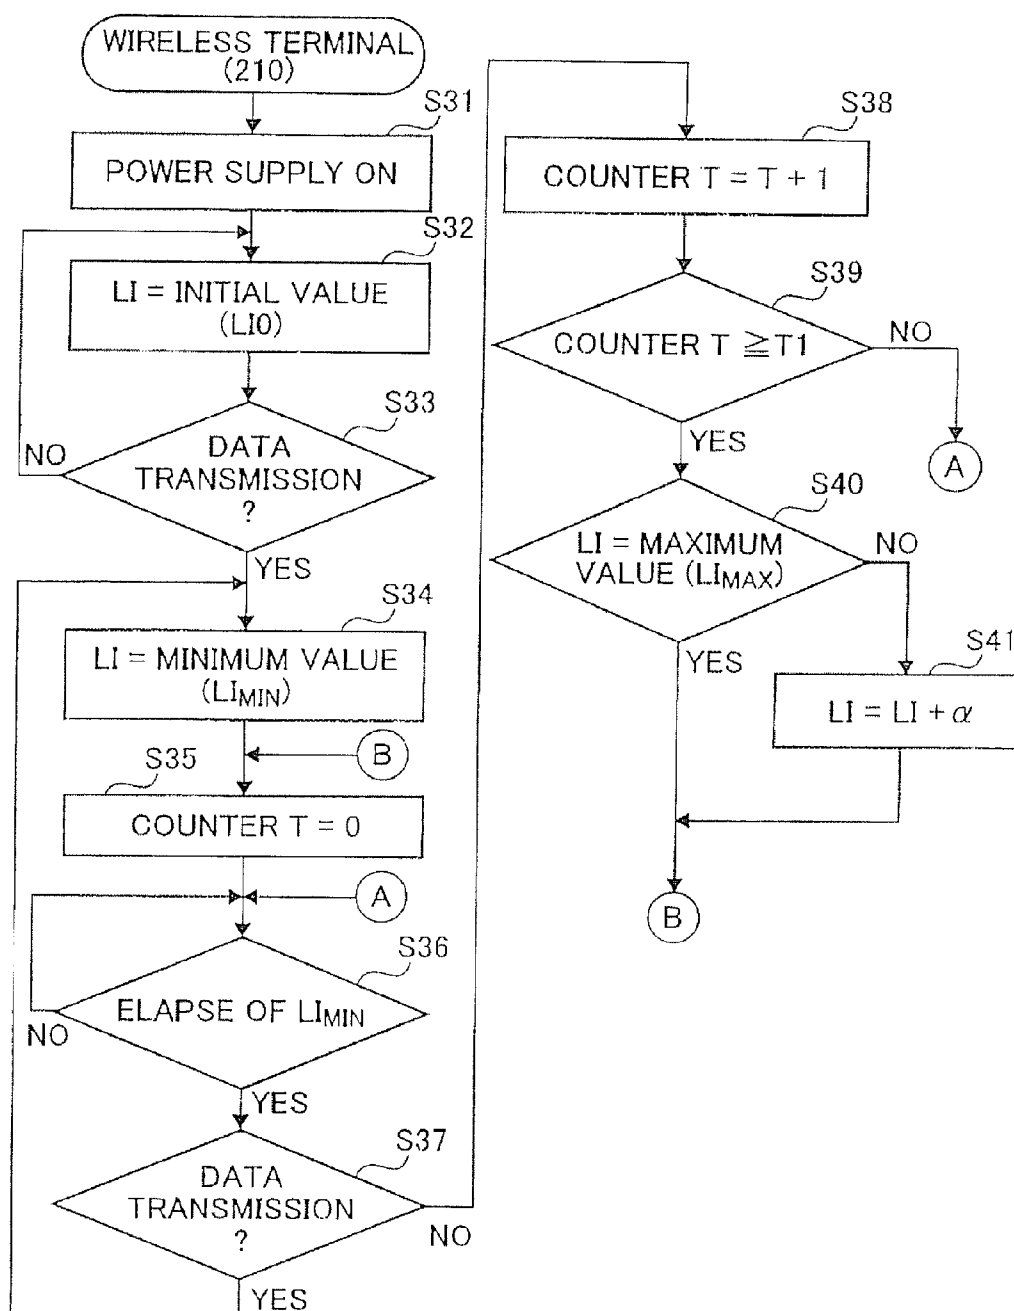 WIRELESS TERMINAL
(210)
S31
POWER SUPPLY ON
S32
LI = INITIAL VALUE
(LI0)
S33
DATA
TRANSMISSION
?
NO
YES
S34
LI = MINIMUM VALUE
(LIMIN)
B
S35
COUNTER T = 0
A
S36
ELAPSE OF LIMIN
NO
YES
S37
DATA
TRANSMISSION
?
NO
YES
S38
COUNTER T = T + 1
S39
COUNTER T ≧ T1
NO
YES
A
S40
LI = MAXIMUM
VALUE (LIMAX)
NO
YES
S41
LI = LI + α
B